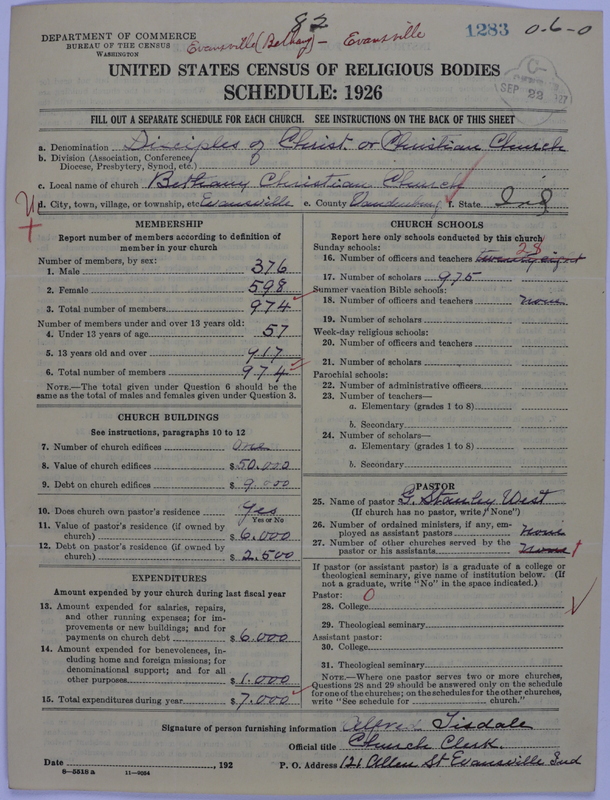 82
DEPARTMENT OF COMMERCE
BUREAU OF THE CENSUS
WASHINGTON
Evansville (Bethany) – Evansville
1283
0-6-0
SEP 22
UNITED STATES CENSUS OF RELIGIOUS BODIES
SCHEDULE: 1926
FILL OUT A SEPARATE SCHEDULE FOR EACH CHURCH. SEE INSTRUCTIONS ON THE BACK OF THIS SHEET
a. Denomination Disciples of Christ or Christian Church
b. Division (Association, Conference, Diocese, Presbytery, Synod, etc.)
c. Local name of church Bethany Christian Church
d. City, town, village, or township, etc. Evansville e. County Vanderburg f. State Ind
MEMBERSHIP
Report number of members according to definition of
member in your church
Number of members, by sex:
1. Male 376
2. Female 598
3. Total number of members 974
Number of members under and over 13 years old:
4. Under 13 years of age 57
5. 13 years old and over 917
6. Total number of members 974
NOTE.—The total given under Question 6 should be the
same as the total of males and females given under Question 3.
CHURCH BUILDINGS
See instructions, paragraphs 10 to 12
7. Number of church edifices one
8. Value of church edifices $50.000
9. Debt on church edifices $9.000
10. Does church own pastor's residence yes
Yes or No
11. Value of pastor's residence (if owned by
church) $6.000
12. Debt on pastor's residence (if owned by
church) $2.500
EXPENDITURES
Amount expended by your church during last fiscal year
13. Amount expended for salaries, repairs,
and other running expenses; for im-
provements or new buildings; and for
payments on church debt $6.000
14. Amount expended for benevolences, in-
cluding home and foreign missions; for
denominational support; and for all
other purposes $1.000
15. Total expenditures during year $7.000
CHURCH SCHOOLS
Report here only schools conducted by this church
Sunday schools: 28
16. Number of officers and teachers twenty eight
17. Number of scholars 975
Summer vacation Bible schools:
18. Number of officers and teachers none
19. Number of scholars
Week-day religious schools:
20. Number of officers and teachers
21. Number of scholars
Parochial schools:
22. Number of administrative officers
23. Number of teachers—
a. Elementary (grades 1 to 8)
b. Secondary
24. Number of scholars—
a. Elementary (grades 1 to 8)
b. Secondary
PASTOR
25. Name of pastor G. Stanley West
(If church has no pastor, write "None")
26. Number of ordained ministers, if any, em-
ployed as assistant pastors none
27. Number of other churches served by the
pastor or his assistants none
If pastor (or assistant pastor) is a graduate of a college or
theological seminary, give name of institution below. (If
not a graduate, write "No" in the space indicated.)
Pastor: 0
28. College
29. Theological seminary
Assistant pastor:
30. College
31. Theological seminary
NOTE.—Where one pastor serves two or more churches,
Questions 28 and 29 should be answered only on the schedule
for one of the churches; on the schedules for the other churches,
write "See schedule for church."
Signature of person furnishing information Alfred Tisdale
Official title Church Clerk.
Date , 192 P. O. Address 121 Allen St Evansville Ind
8—5518a 11—9034